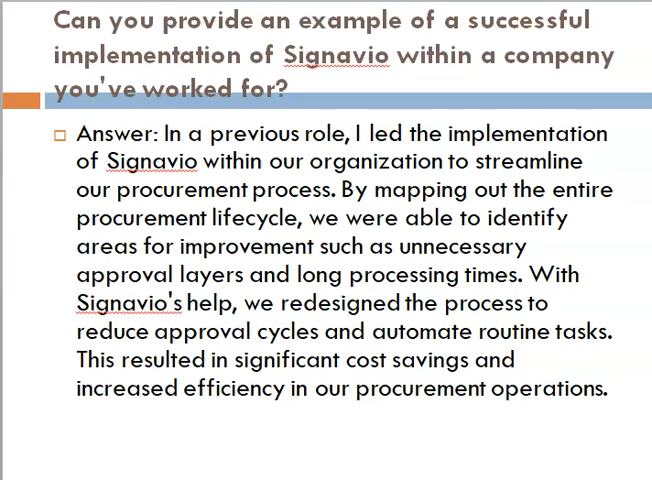 Can you provide an example of a successful
implementation of Signavio within a company
you've worked for?
Answer: In a previous role, I led the implementation
of Signavio within our organization to streamline
our procurement process. By mapping out the entire
procurement lifecycle, we were able to identify
areas for improvement such as unnecessary
approval layers and long processing times. With
Signavio's help, we redesigned the process to
reduce approval cycles and automate routine tasks.
This resulted in significant cost savings and
increased efficiency in our procurement operations.